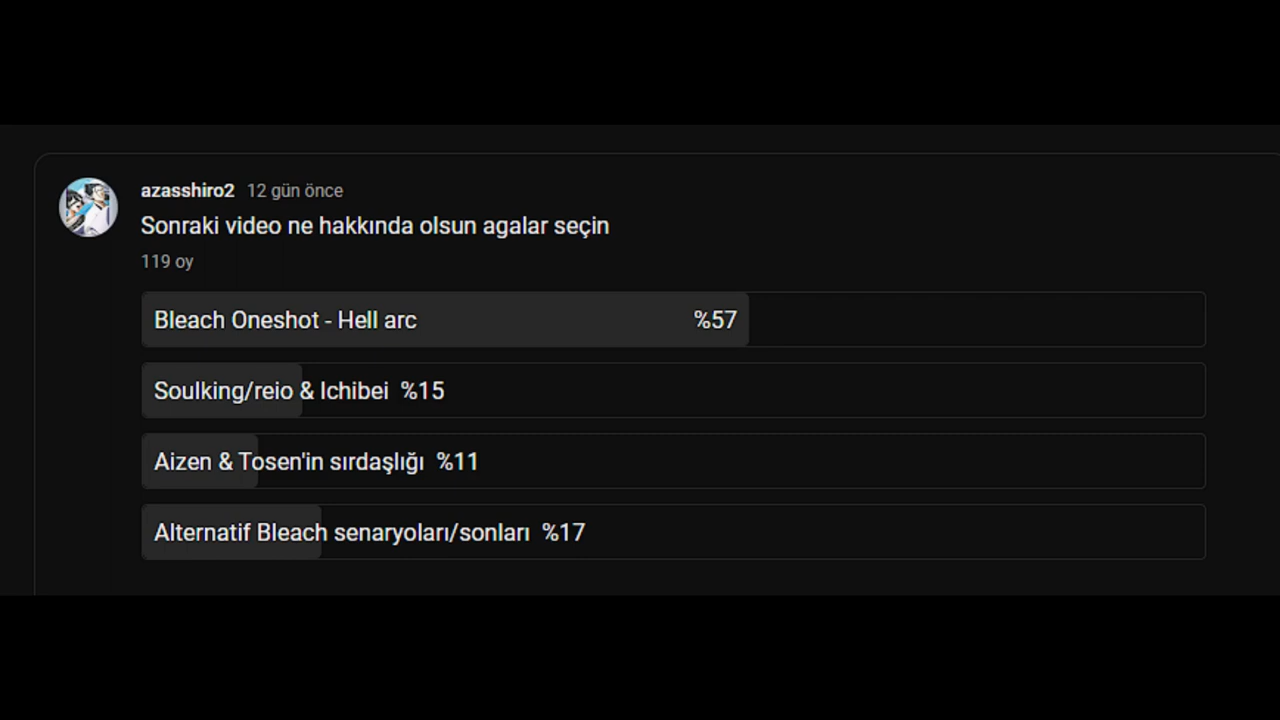 azasshiro2 12 gün önce
Sonraki video ne hakkında olsun agalar seçin
119 oy
Bleach Oneshot - Hell arc %57
Soulking/reio & Ichibei %15
Aizen & Tosen'in sırdaşlığı %11
Alternatif Bleach senaryoları/sonları %17